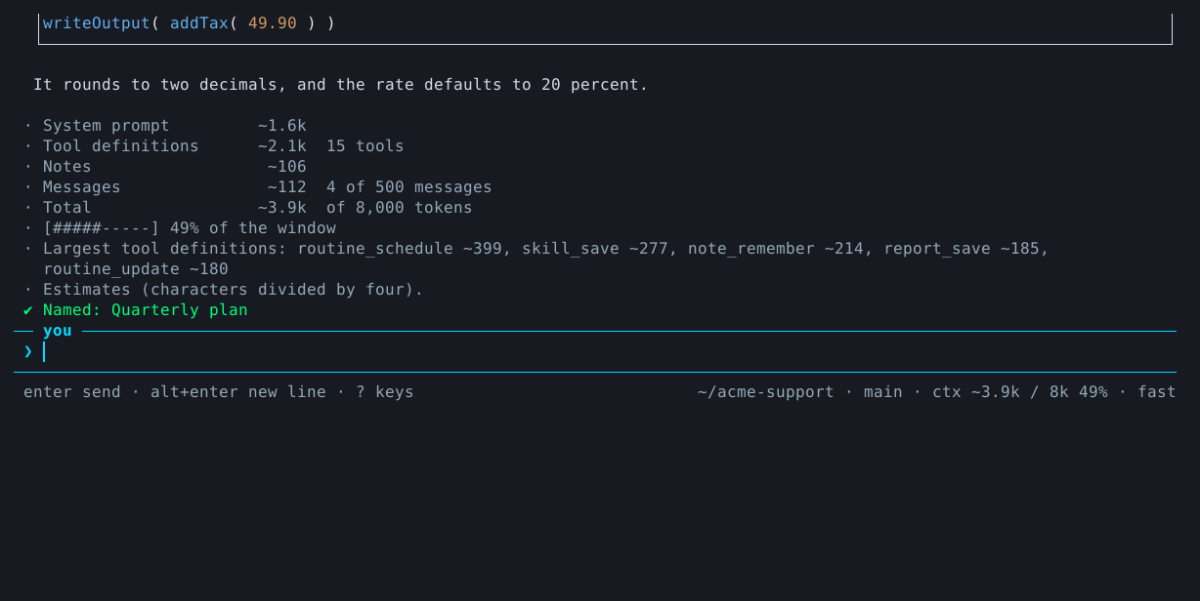 writeOutput( addTax( 49.90 ) )
It rounds to two decimals, and the rate defaults to 20 percent.
· System prompt ~1.6k
· Tool definitions ~2.1k 15 tools
· Notes ~106
· Messages ~112 4 of 500 messages
· Total ~3.9k of 8,000 tokens
· [#####-----] 49% of the window
· Largest tool definitions: routine_schedule ~399, skill_save ~277, note_remember ~214, report_save ~185,
routine_update ~180
· Estimates (characters divided by four).
✔ Named: Quarterly plan
you
❯
enter send · alt+enter new line · ? keys ~/acme-support · main · ctx ~3.9k / 8k 49% · fast